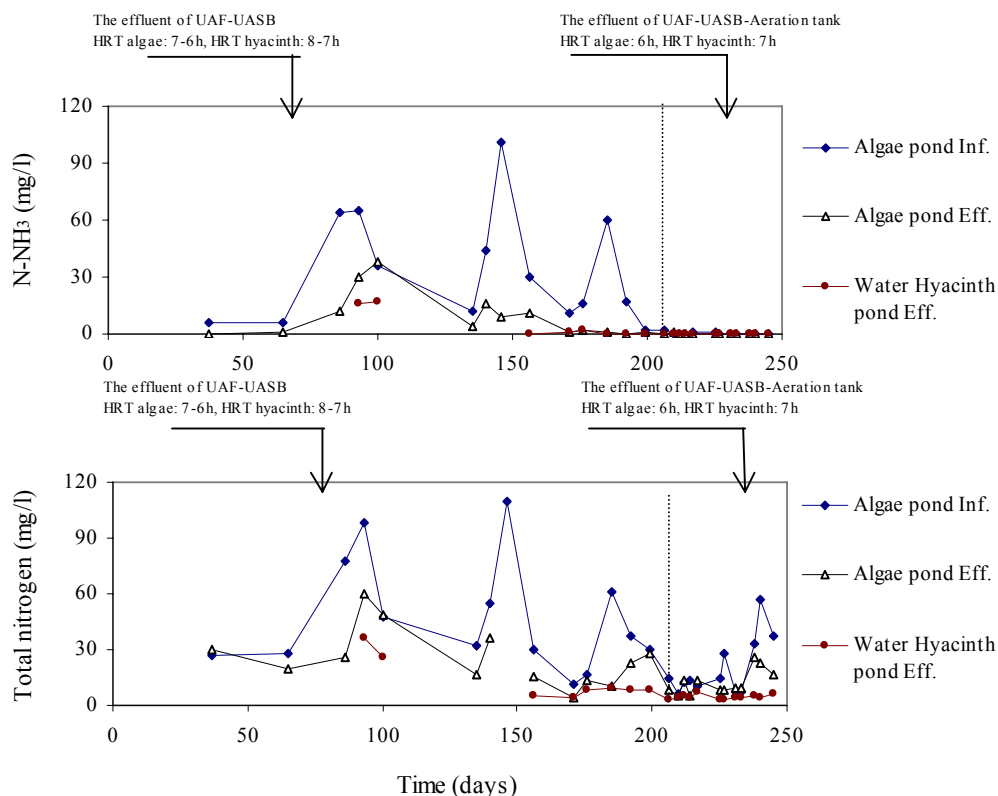 The effluent of UAF-UASB
HRT algae: 7-6h, HRT hyacinth: 8-7h
The effluent of UAF-UASB-Aeration tank
HRT algae: 6h, HRT hyacinth: 7h
N-NH3 (mg/l)
120
90
60
30
0
0
50
100
150
200
250
Algae pond Inf.
Algae pond Eff.
Water Hyacinth
pond Eff.
The effluent of UAF-UASB
HRT algae: 7-6h, HRT hyacinth: 8-7h
The effluent of UAF-UASB-Aeration tank
HRT algae: 6h, HRT hyacinth: 7h
Total nitrogen (mg/l)
120
90
60
30
0
0
50
100
150
200
250
Algae pond Inf.
Algae pond Eff.
Water Hyacinth
pond Eff.
Time (days)